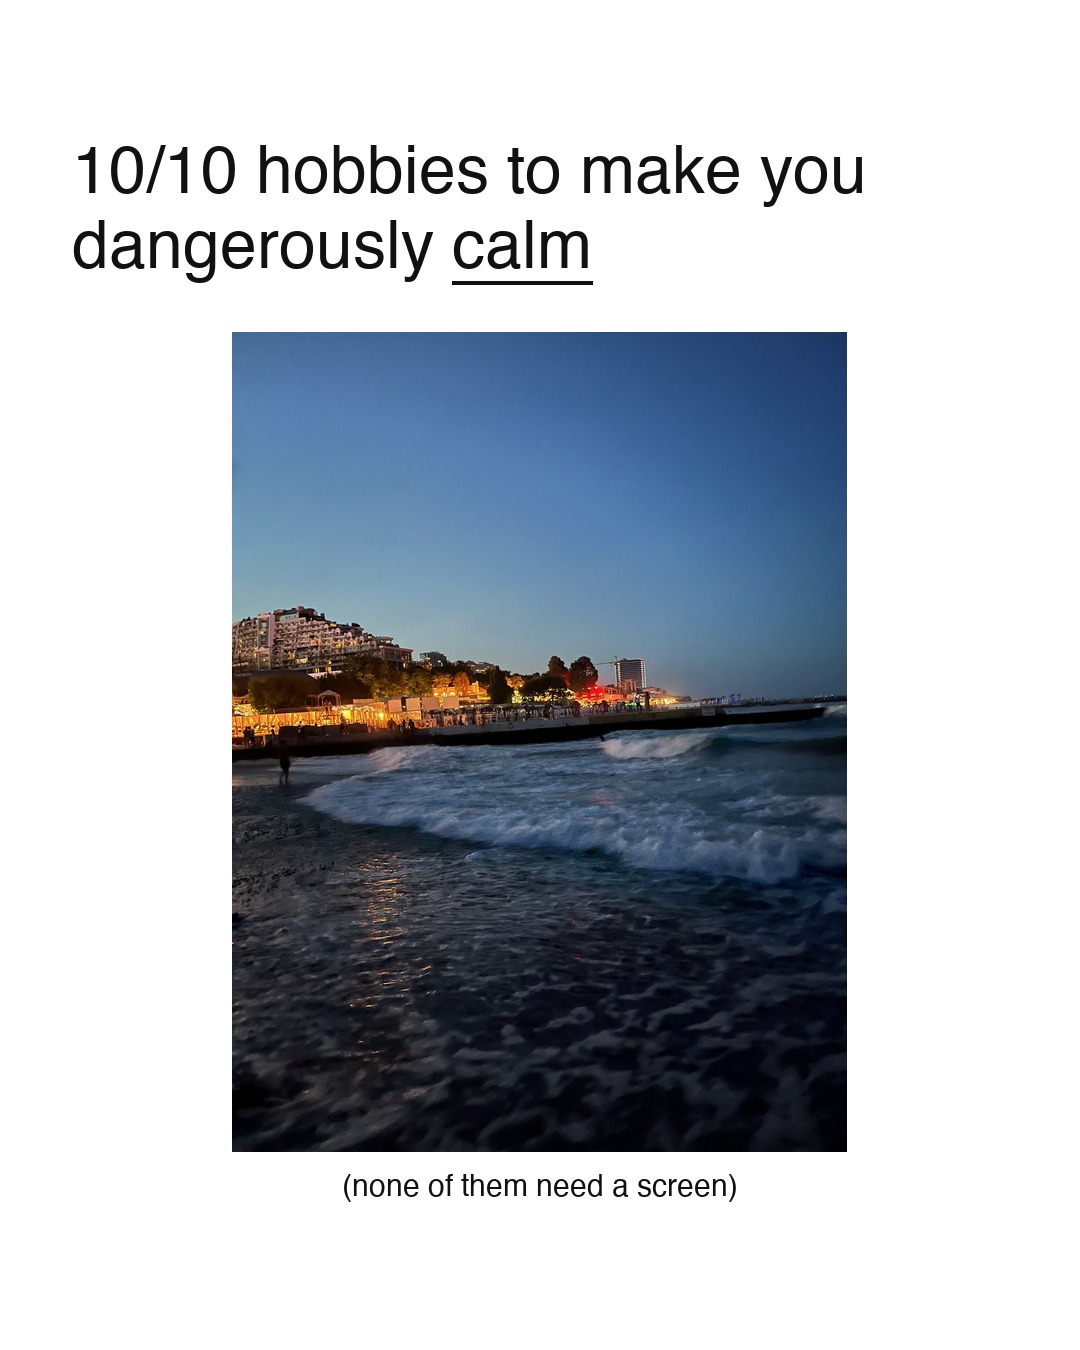 10/10 hobbies to make you
dangerously calm
(none of them need a screen)